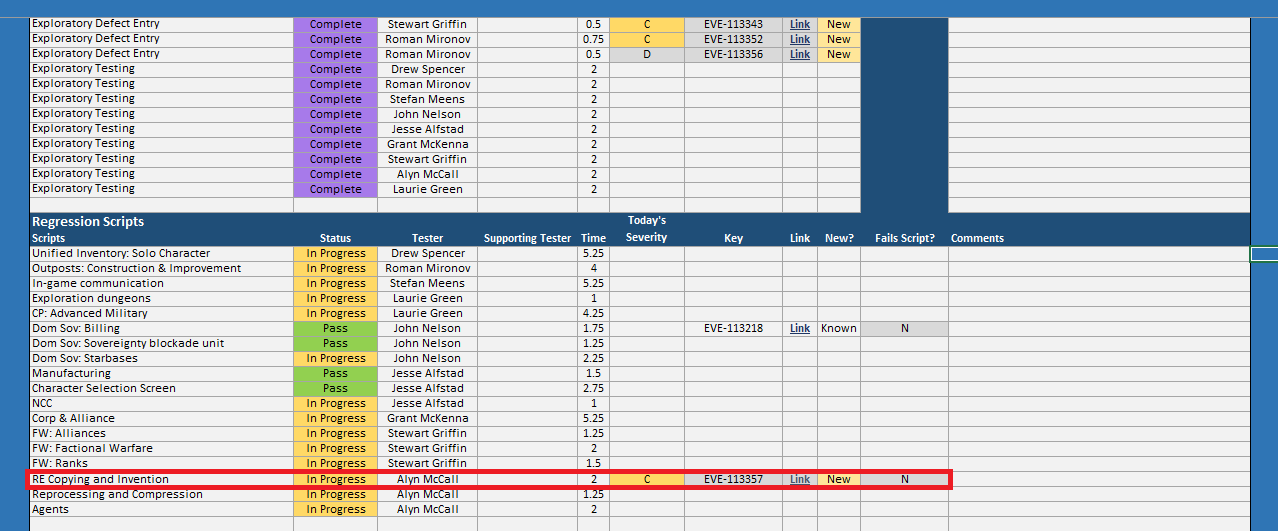 Exploratory Defect Entry Complete Stewart Griffin 0.5 C EVE-113343 Link New
Exploratory Defect Entry Complete Roman Mironov 0.75 C EVE-113352 Link New
Exploratory Defect Entry Complete Roman Mironov 0.5 D EVE-113356 Link New
Exploratory Testing Complete Drew Spencer 2
Exploratory Testing Complete Roman Mironov 2
Exploratory Testing Complete Stefan Meens 2
Exploratory Testing Complete John Nelson 2
Exploratory Testing Complete Jesse Alfstad 2
Exploratory Testing Complete Grant McKenna 2
Exploratory Testing Complete Stewart Griffin 2
Exploratory Testing Complete Alyn McCall 2
Exploratory Testing Complete Laurie Green 2
Regression Scripts Today's
Scripts Status Tester Supporting Tester Time Severity Key Link New? Fails Script? Comments
Unified Inventory: Solo Character In Progress Drew Spencer 5.25
Outposts: Construction & Improvement In Progress Roman Mironov 4
In-game communication In Progress Stefan Meens 5.25
Exploration dungeons In Progress Laurie Green 1
CP: Advanced Military In Progress Laurie Green 4.25
Dom Sov: Billing Pass John Nelson 1.75 EVE-113218 Link Known N
Dom Sov: Sovereignty blockade unit Pass John Nelson 1.25
Dom Sov: Starbases In Progress John Nelson 2.25
Manufacturing Pass Jesse Alfstad 1.5
Character Selection Screen Pass Jesse Alfstad 2.75
NCC In Progress Jesse Alfstad 1
Corp & Alliance In Progress Grant McKenna 5.25
FW: Alliances In Progress Stewart Griffin 1.25
FW: Factional Warfare In Progress Stewart Griffin 2
FW: Ranks In Progress Stewart Griffin 1.5
RE Copying and Invention In Progress Alyn McCall 2 C EVE-113357 Link New N
Reprocessing and Compression In Progress Alyn McCall 1.25
Agents In Progress Alyn McCall 2